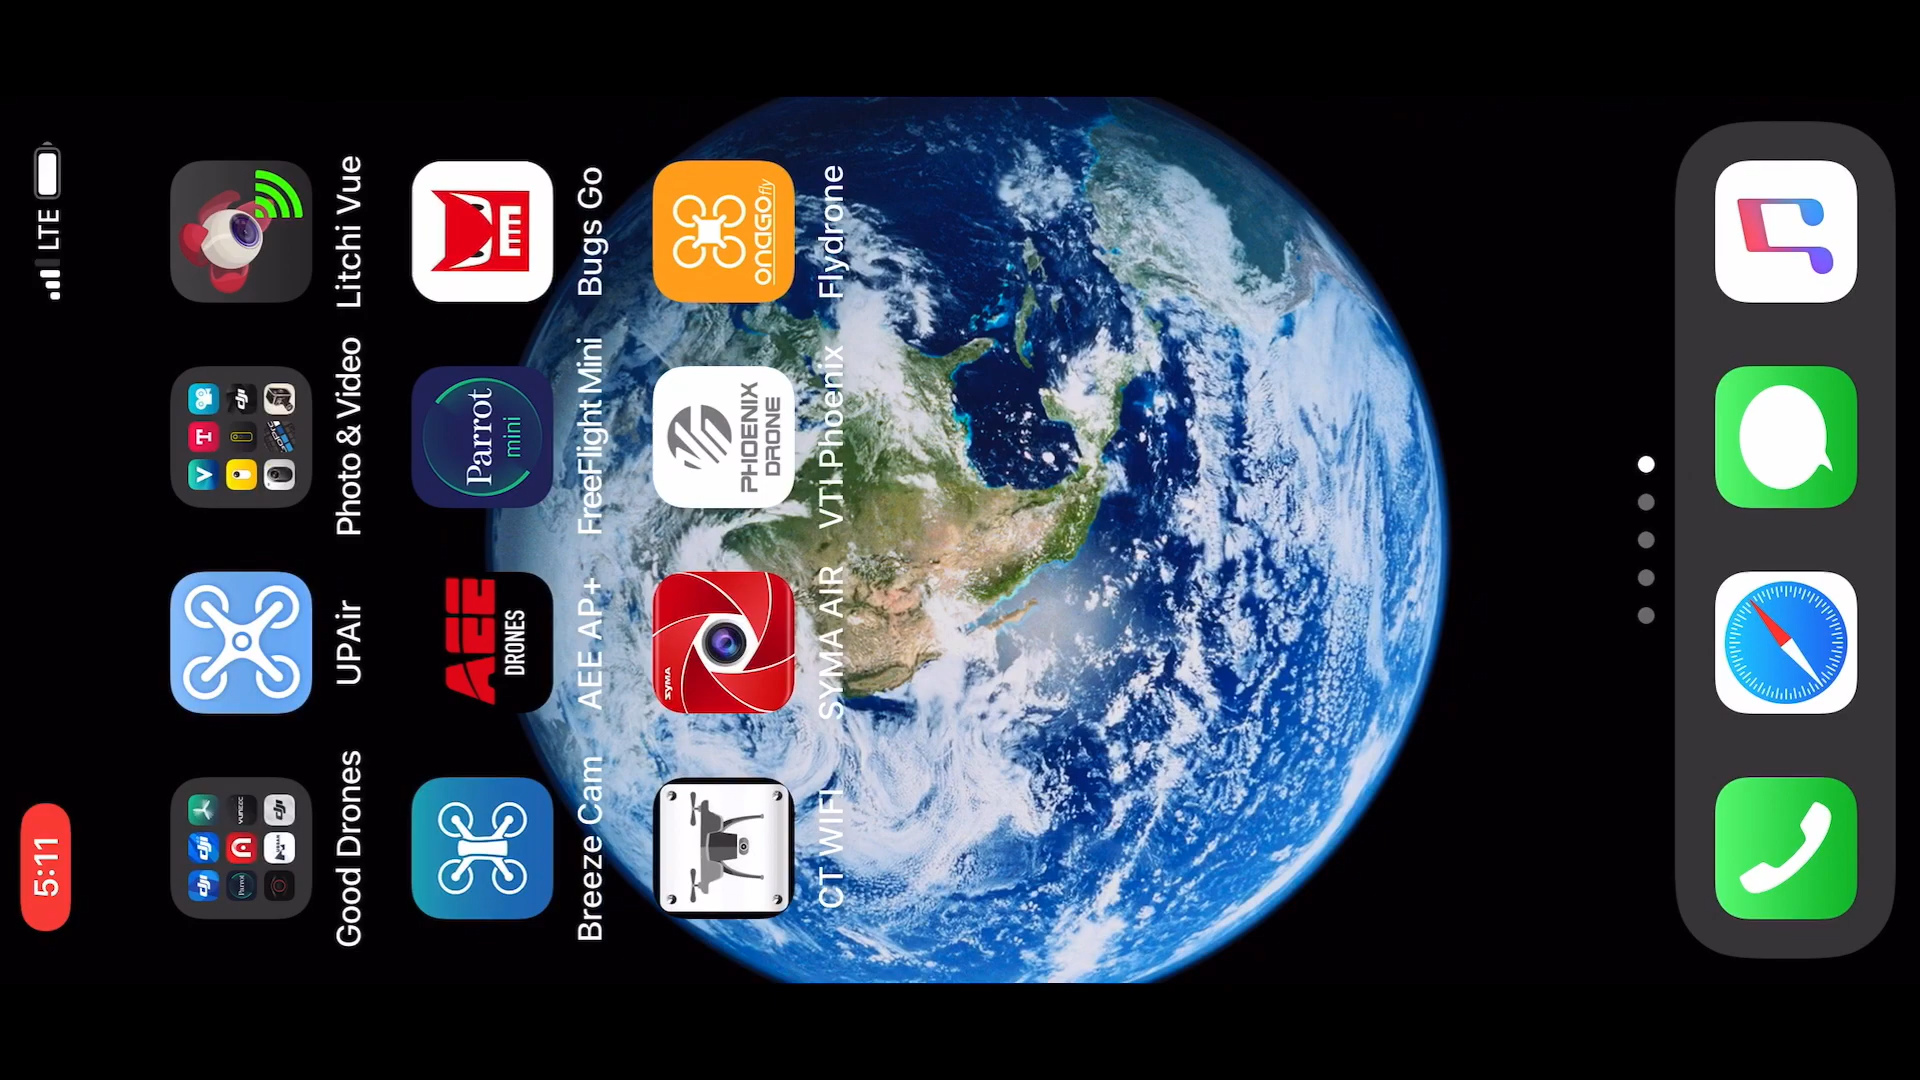 5:11
LTE
Good Drones
UPAir
Photo & Video
Litchi Vue
AEE
DRONES
Parrot
mini
Breeze Cam
AEE AP+
FreeFlight Mini
Bugs Go
SYMA
PHOENIX
DRONE
ONAGOfly
CT WIFI
SYMA AIR
VTI Phoenix
Flydrone